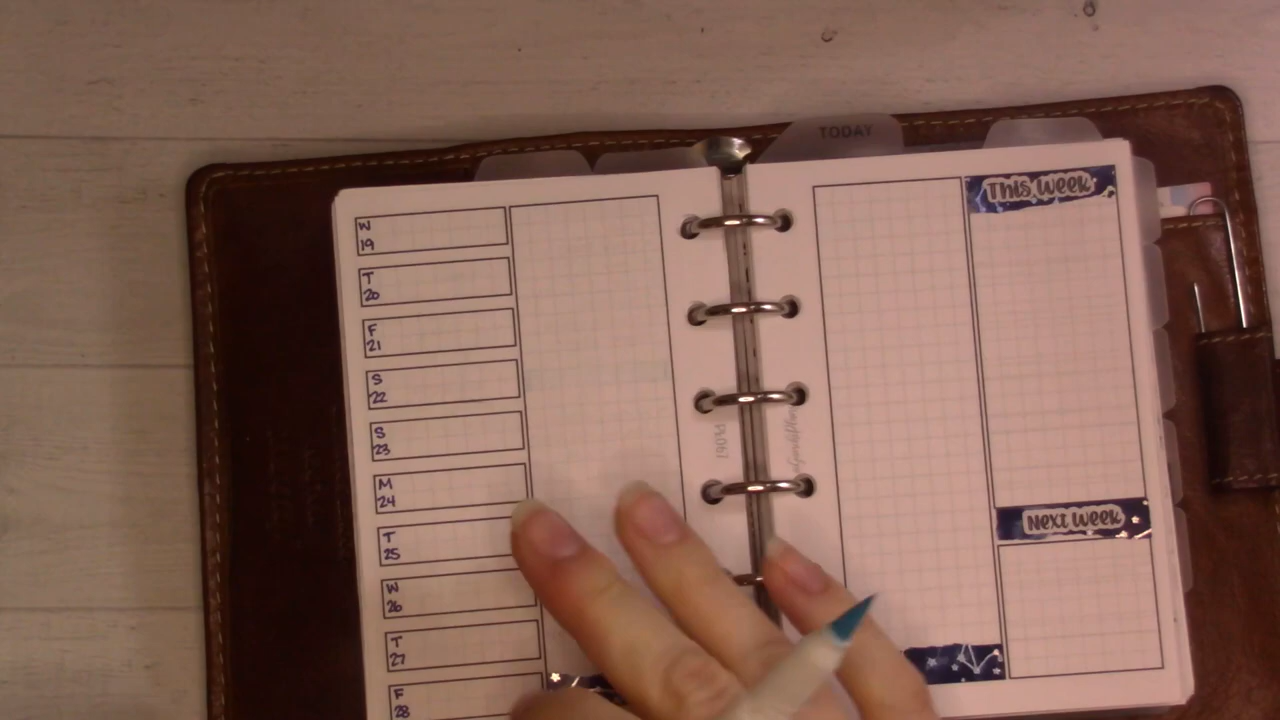 TODAY
W
19
T
20
F
21
S
22
S
23
M
24
T
25
W
26
T
27
F
28
This Week
Next Week